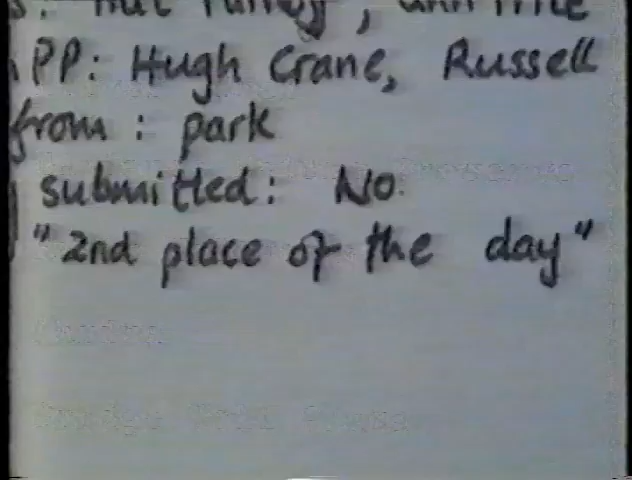 PP: Hugh Crane, Russell
from: park
submitted: No.
"2nd place of the day"